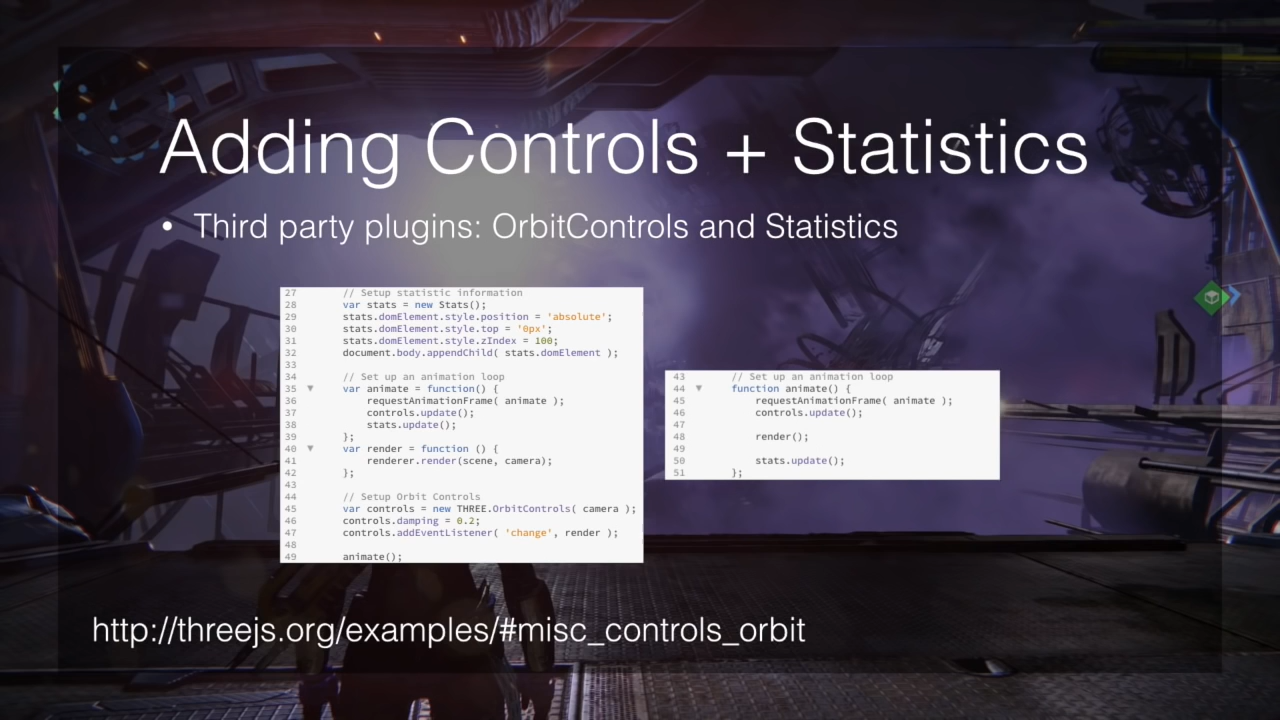 Adding Controls + Statistics
• Third party plugins: OrbitControls and Statistics
27 // Setup statistic information
28 var stats = new Stats();
29 stats.domElement.style.position = 'absolute';
30 stats.domElement.style.top = '0px';
31 stats.domElement.style.zIndex = 100;
32 document.body.appendChild( stats.domElement );
33
34 // Set up an animation loop
35 var animate = function() {
36 requestAnimationFrame( animate );
37 controls.update();
38 stats.update();
39 };
40 var render = function () {
41 renderer.render(scene, camera);
42 };
43
44 // Setup Orbit Controls
45 var controls = new THREE.OrbitControls( camera );
46 controls.damping = 0.2;
47 controls.addEventListener( 'change', render );
48
49 animate();
43 // Set up an animation loop
44 function animate() {
45 requestAnimationFrame( animate );
46 controls.update();
47
48 render();
49
50 stats.update();
51 };
http://threejs.org/examples/#misc_controls_orbit